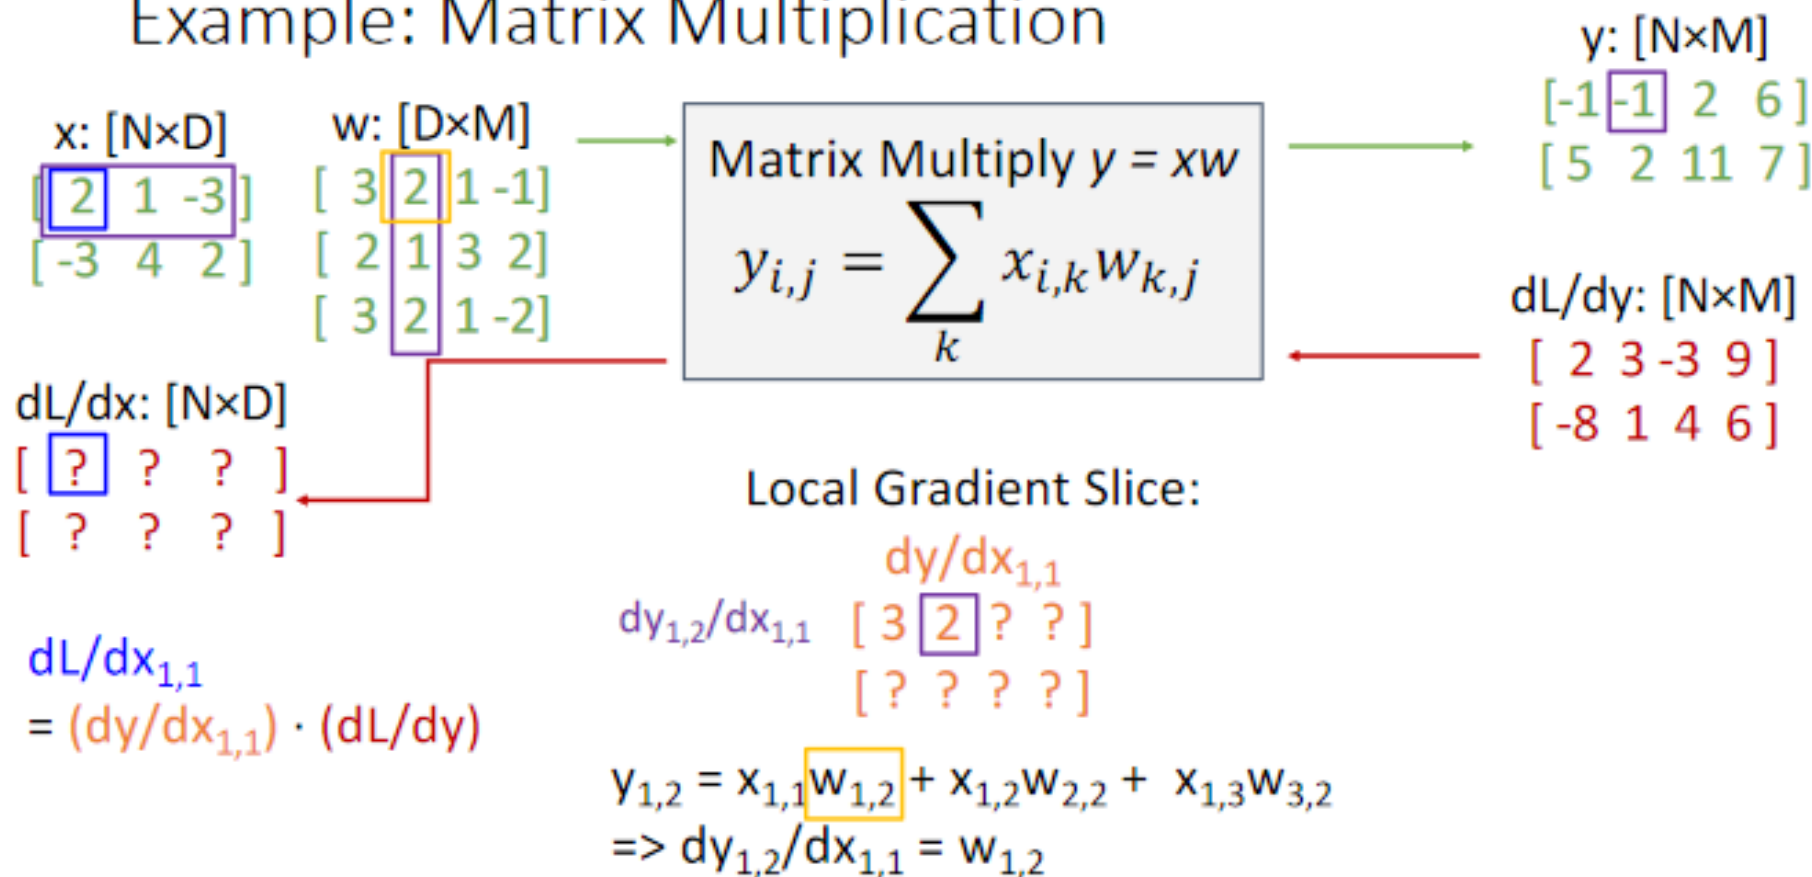 Example: Matrix Multiplication
x: [N×D]
[ 2 1 -3 ]
[ -3 4 2 ]
w: [D×M]
[ 3 2 1 -1]
[ 2 1 3 2]
[ 3 2 1 -2]
Matrix Multiply y = xw
y_{i,j} = ∑_k x_{i,k}w_{k,j}
y: [N×M]
[-1 -1 2 6 ]
[ 5 2 11 7 ]
dL/dy: [N×M]
[ 2 3 -3 9 ]
[ -8 1 4 6 ]
dL/dx: [N×D]
[ ? ? ? ]
[ ? ? ? ]
Local Gradient Slice:
dy/dx_{1,1}
dy_{1,2}/dx_{1,1} [ 3 2 ? ? ]
[ ? ? ? ? ]
dL/dx_{1,1}
= (dy/dx_{1,1}) · (dL/dy)
y_{1,2} = x_{1,1}w_{1,2} + x_{1,2}w_{2,2} + x_{1,3}w_{3,2}
=> dy_{1,2}/dx_{1,1} = w_{1,2}